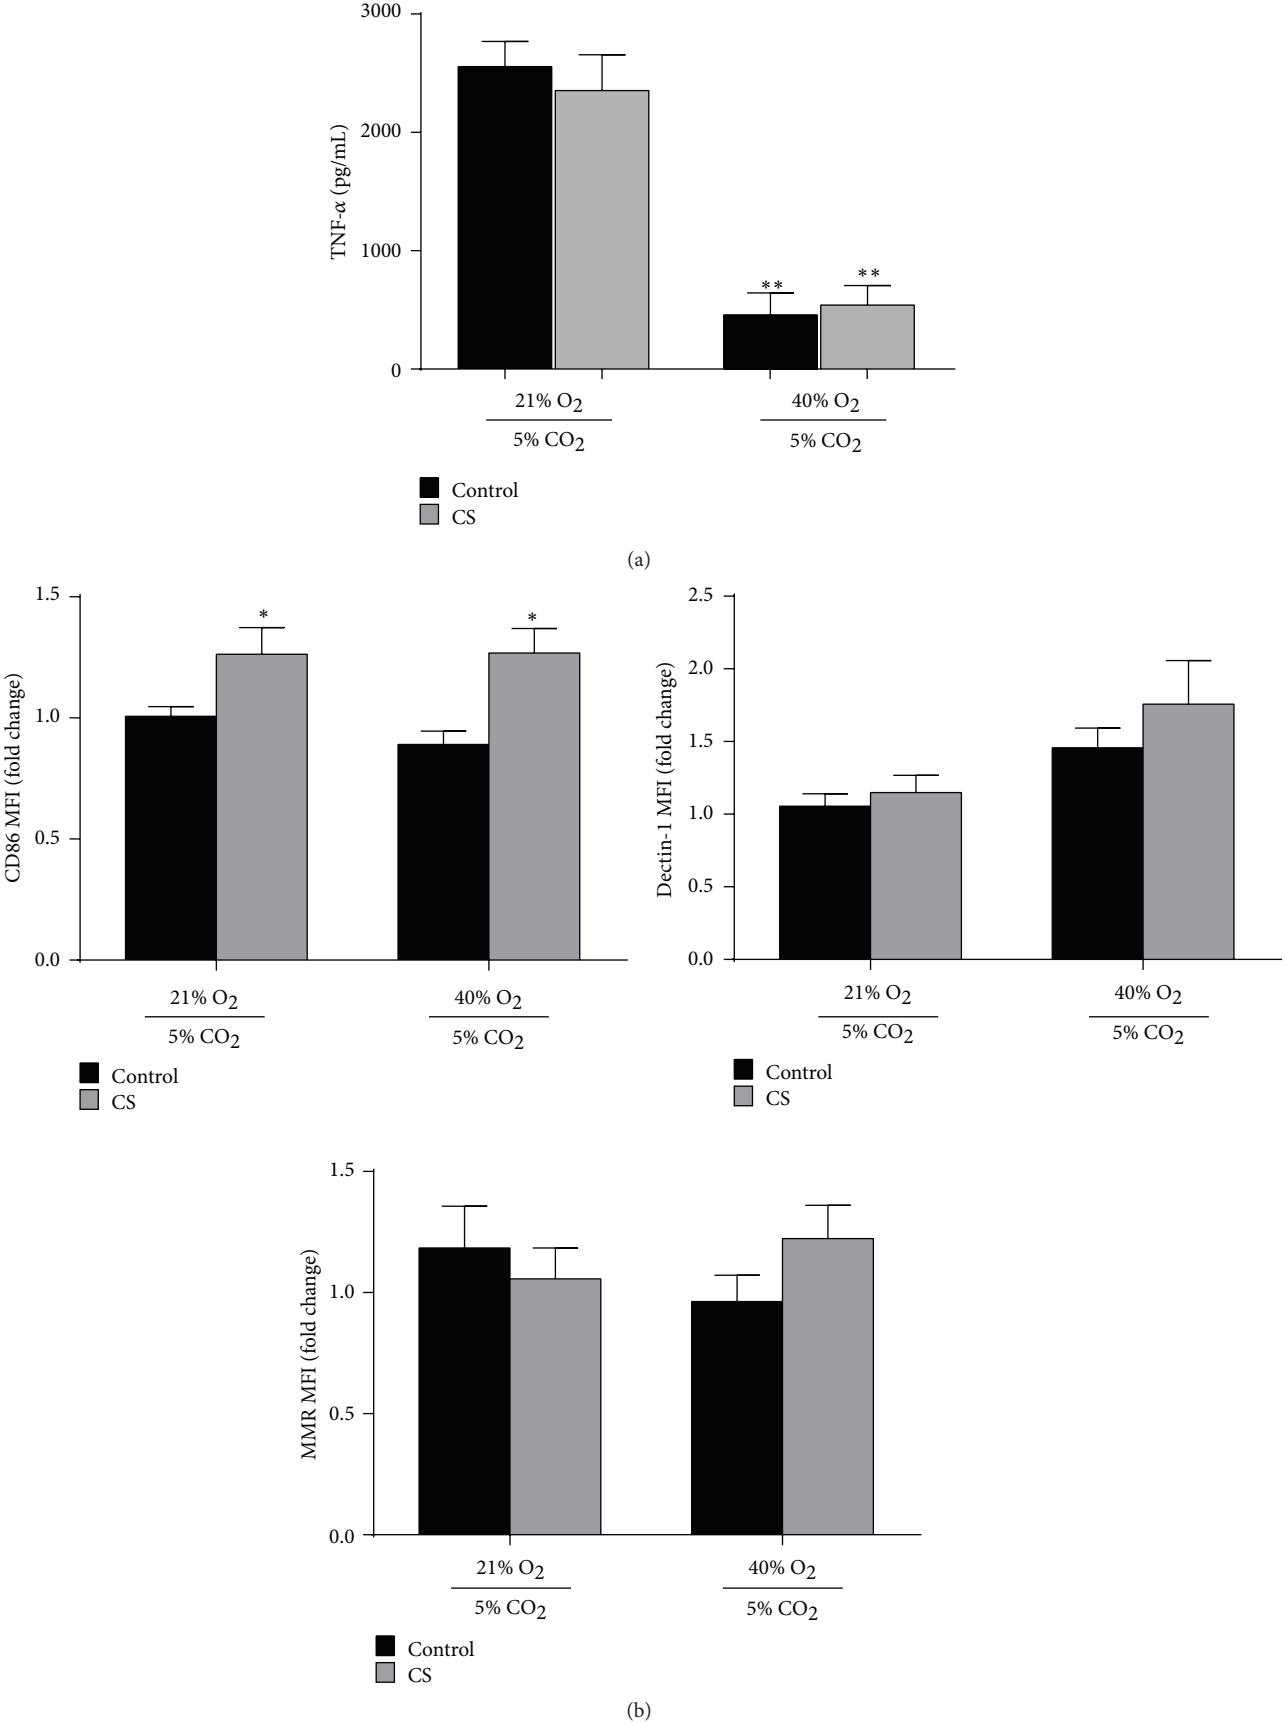 3000
2000
1000
0
TNF-α (pg/mL)
** **
21% O2 40% O2
5% CO2 5% CO2
Control
CS
(a)
1.5
1.0
0.5
0.0
CD86 MFI (fold change)
* *
21% O2 40% O2
5% CO2 5% CO2
Control
CS
2.5
2.0
1.5
1.0
0.5
0.0
Dectin-1 MFI (fold change)
21% O2 40% O2
5% CO2 5% CO2
Control
CS
1.5
1.0
0.5
0.0
MMR MFI (fold change)
21% O2 40% O2
5% CO2 5% CO2
Control
CS
(b)